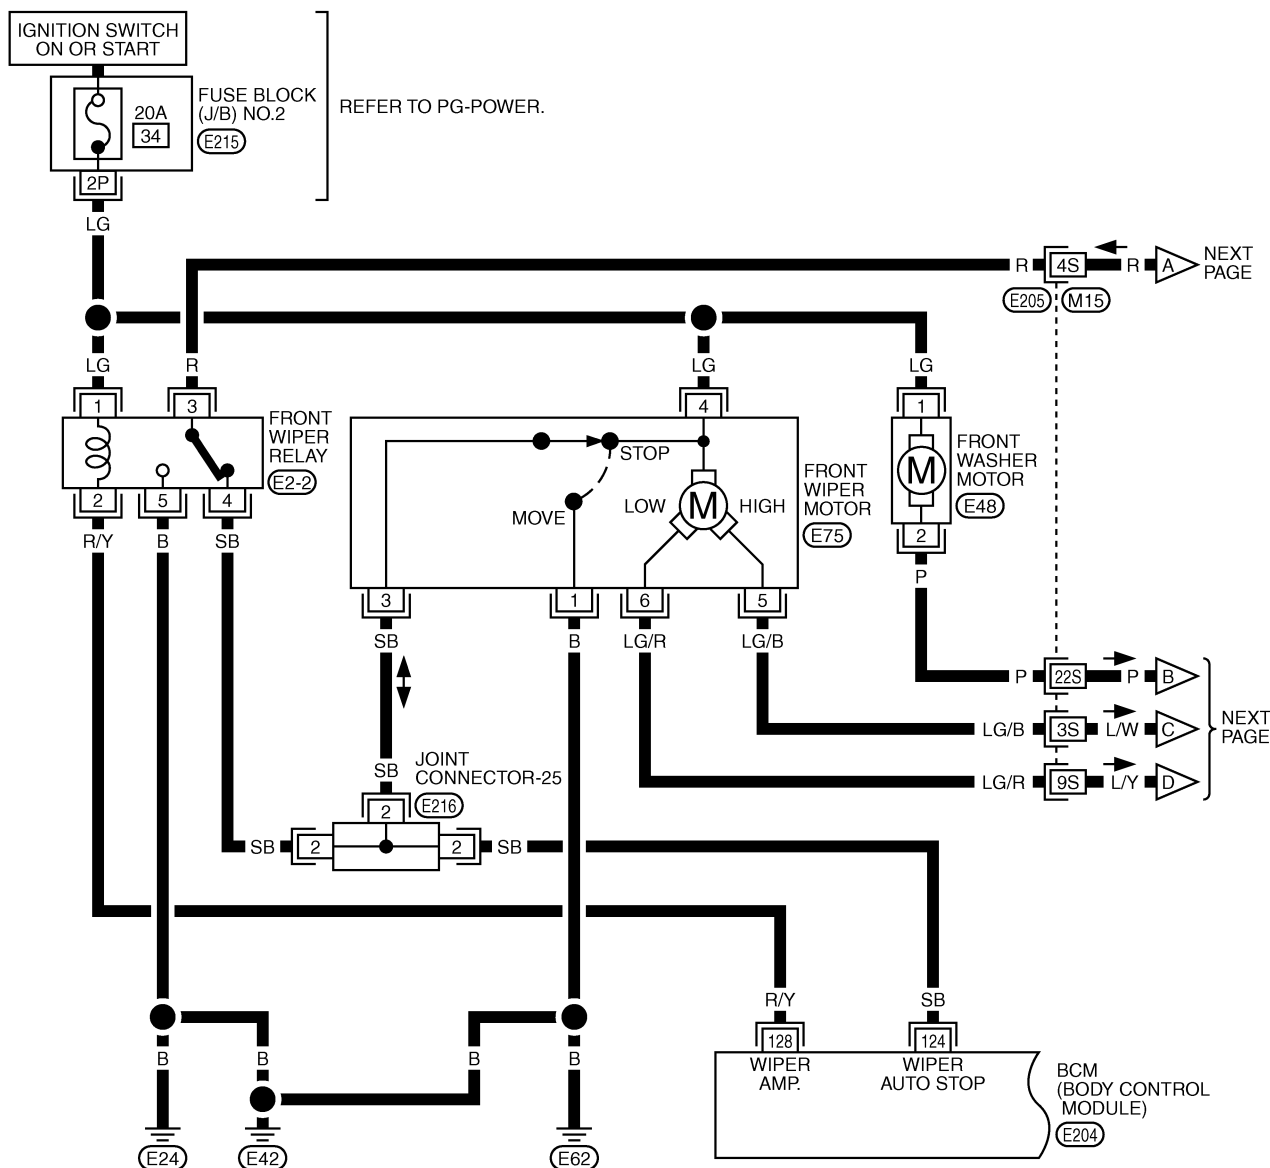 IGNITION SWITCH
ON OR START
20A
34
FUSE BLOCK
(J/B) NO.2
E215
REFER TO PG-POWER.
2P
LG
R
4S
R
A
NEXT
PAGE
E205
M15
LG
R
LG
LG
1
3
4
1
FRONT
WIPER
RELAY
E2-2
STOP
MOVE
LOW
M
HIGH
FRONT
WIPER
MOTOR
E75
M
FRONT
WASHER
MOTOR
E48
2
5
4
2
R/Y
B
SB
P
3
1
6
5
SB
B
LG/R
LG/B
P
22S
P
B
LG/B
3S
L/W
C
LG/R
9S
L/Y
D
NEXT
PAGE
SB
JOINT
CONNECTOR-25
E216
2
SB
2
2
SB
R/Y
SB
128
124
WIPER
AMP.
WIPER
AUTO STOP
BCM
(BODY CONTROL
MODULE)
E204
B
B
B
B
E24
E42
E62